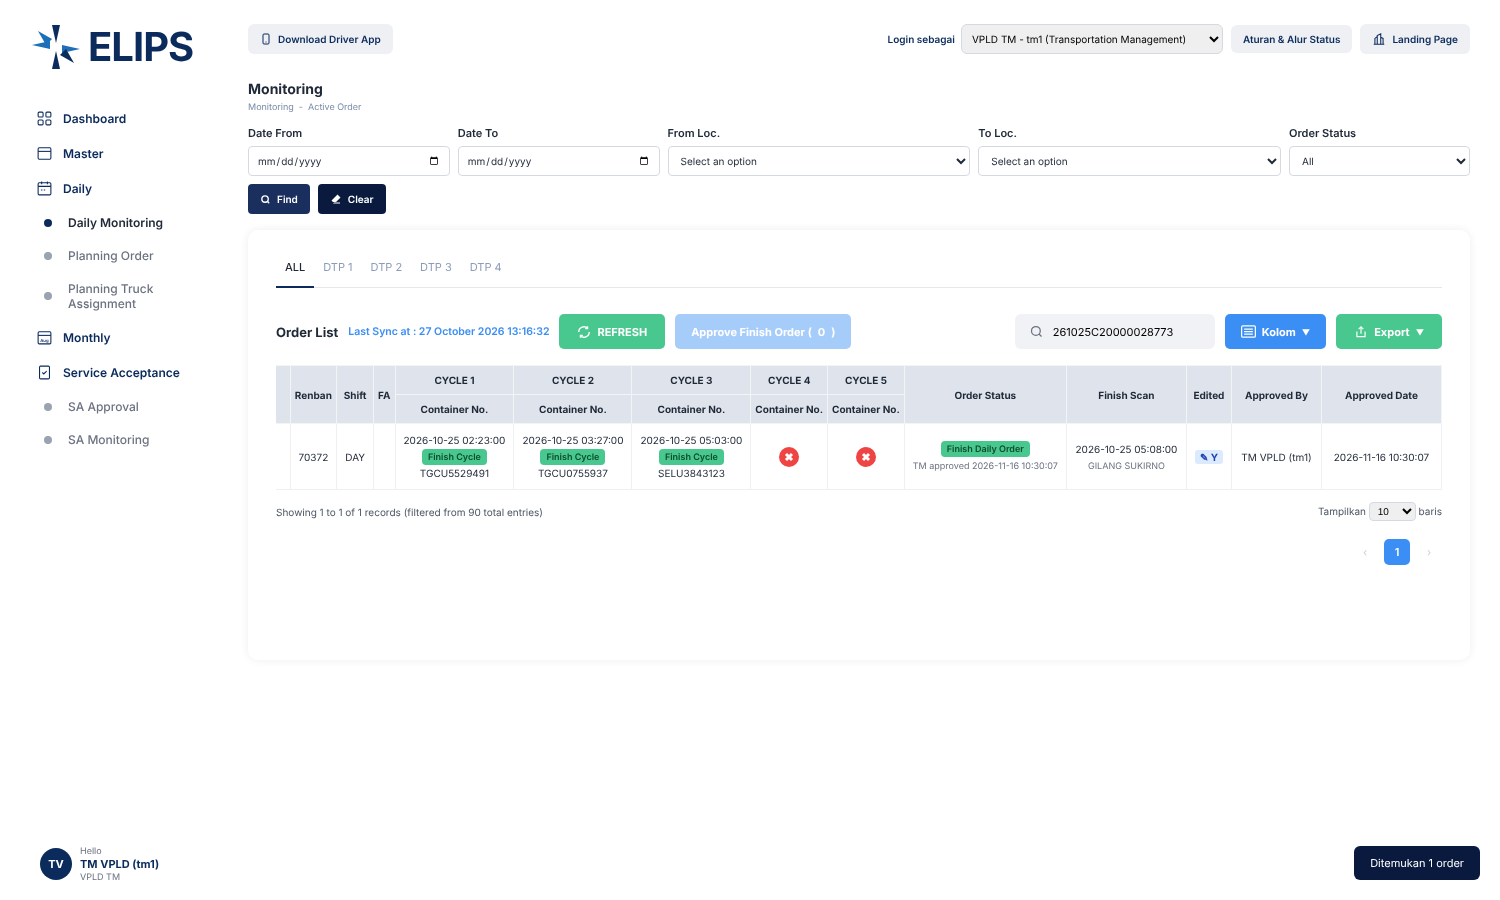 ELIPS
Download Driver App
Login sebagai
VPLD TM - tm1 (Transportation Management)
Aturan & Alur Status
Landing Page
Dashboard
Master
Daily
Daily Monitoring
Planning Order
Planning Truck
Assignment
Monthly
Service Acceptance
SA Approval
SA Monitoring
Monitoring
Monitoring - Active Order
Date From
Date To
From Loc.
To Loc.
Order Status
mm/dd/yyyy
mm/dd/yyyy
Select an option
Select an option
All
Find
Clear
ALL DTP 1 DTP 2 DTP 3 DTP 4
Order List
Last Sync at : 27 October 2026 13:16:32
REFRESH
Approve Finish Order ( 0 )
261025C20000028773
Kolom ▼
Export ▼
Renban Shift FA CYCLE 1 CYCLE 2 CYCLE 3 CYCLE 4 CYCLE 5 Order Status Finish Scan Edited Approved By Approved Date
Container No. Container No. Container No. Container No. Container No.
70372
DAY
2026-10-25 02:23:00
Finish Cycle
TGCU5529491
2026-10-25 03:27:00
Finish Cycle
TGCU0755937
2026-10-25 05:03:00
Finish Cycle
SELU3843123
✖
✖
Finish Daily Order
TM approved 2026-11-16 10:30:07
2026-10-25 05:08:00
GILANG SUKIRNO
✎ Y
TM VPLD (tm1)
2026-11-16 10:30:07
Showing 1 to 1 of 1 records (filtered from 90 total entries)
Tampilkan 10 baris
‹ 1 ›
TV
Hello
TM VPLD (tm1)
VPLD TM
Ditemukan 1 order